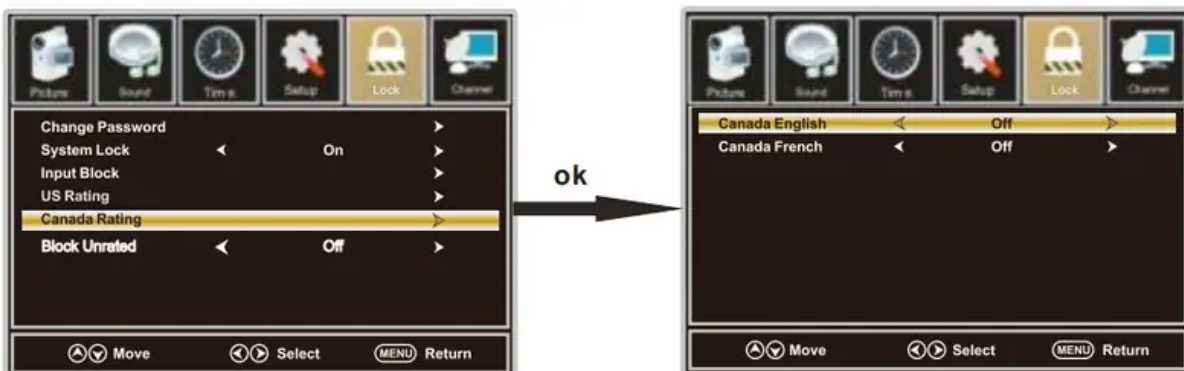 Picture Sound Time Setup Lock Channel
Change Password
System Lock On
Input Block
US Rating
Canada Rating
Block Unrated Off
Move Select MENU Return
ok
Picture Sound Time Setup Lock Channel
Canada English Off
Canada French Off
Move Select MENU Return